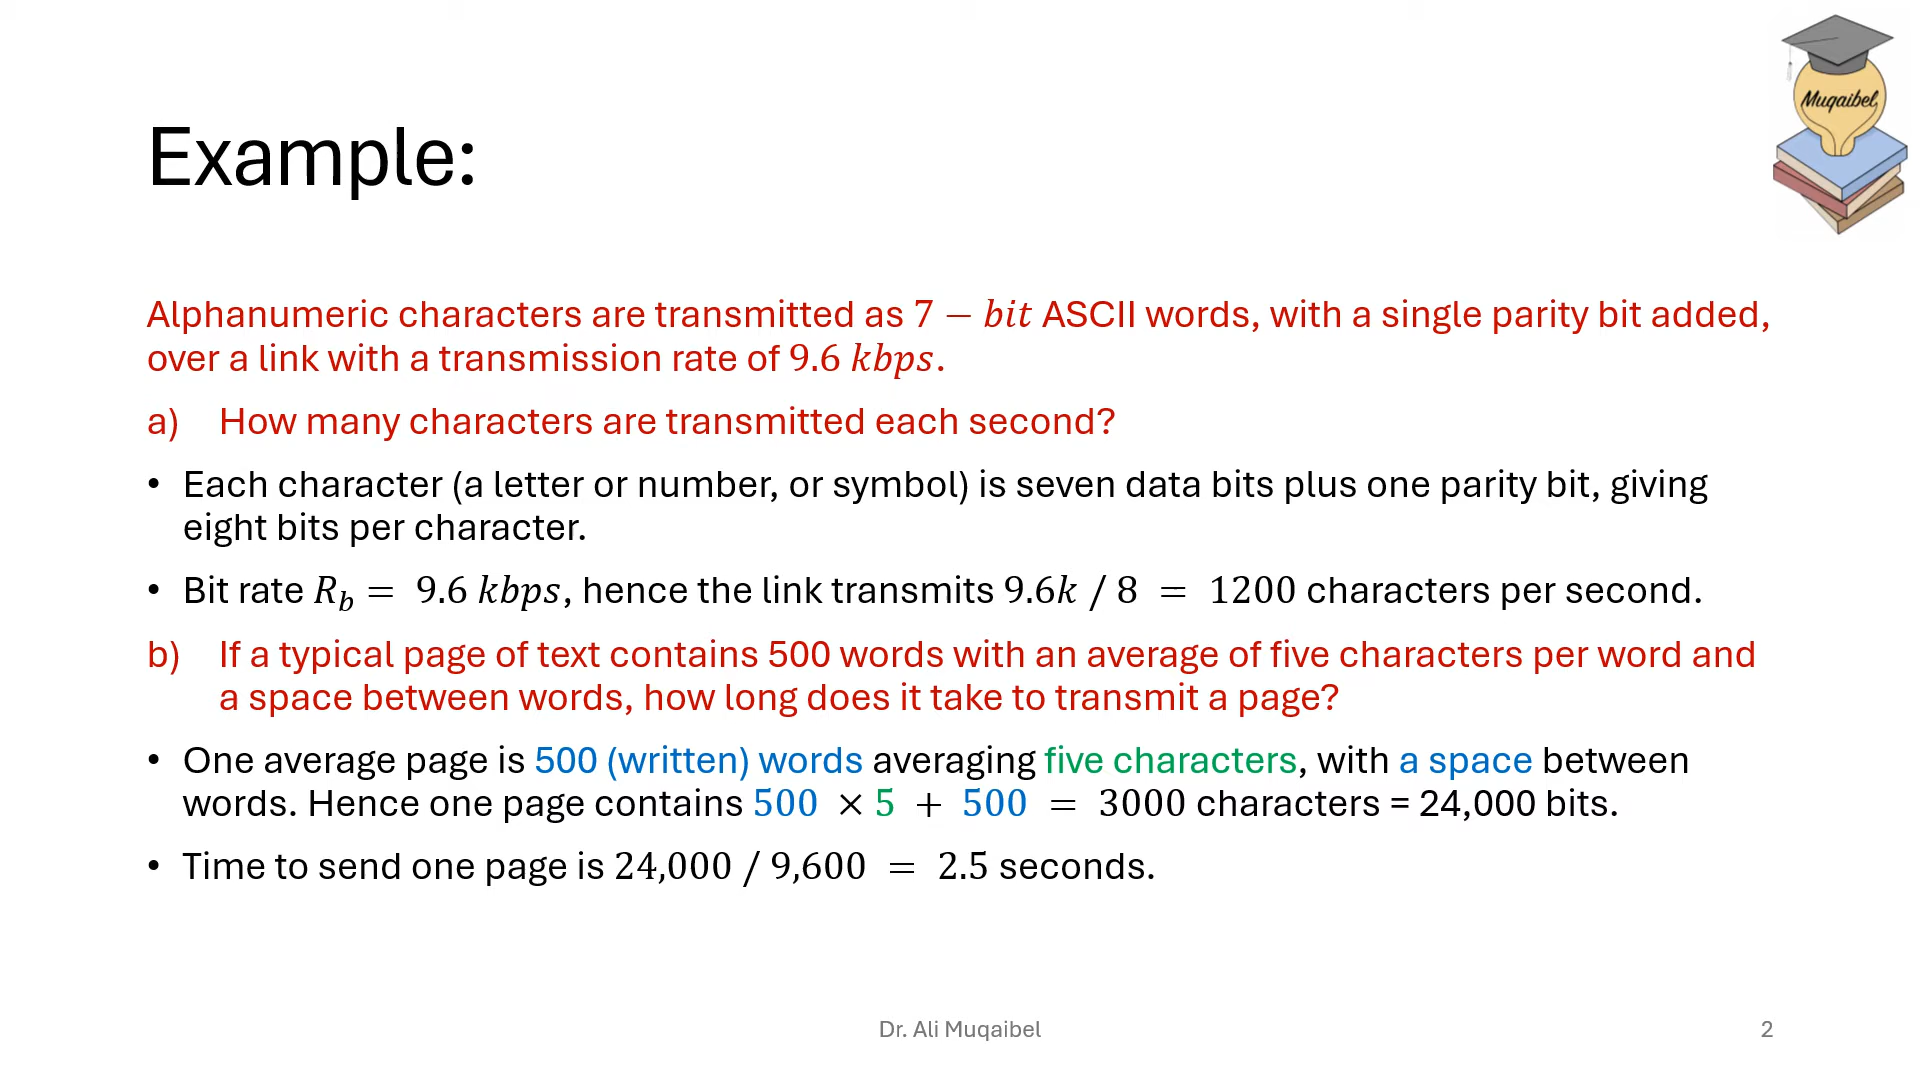 Muqaibel
Example:
Alphanumeric characters are transmitted as 7 − bit ASCII words, with a single parity bit added,
over a link with a transmission rate of 9.6 kbps.
a) How many characters are transmitted each second?
• Each character (a letter or number, or symbol) is seven data bits plus one parity bit, giving
eight bits per character.
• Bit rate R_b = 9.6 kbps, hence the link transmits 9.6k / 8 = 1200 characters per second.
b) If a typical page of text contains 500 words with an average of five characters per word and
a space between words, how long does it take to transmit a page?
• One average page is 500 (written) words averaging five characters, with a space between
words. Hence one page contains 500 × 5 + 500 = 3000 characters = 24,000 bits.
• Time to send one page is 24,000 / 9,600 = 2.5 seconds.
Dr. Ali Muqaibel
2